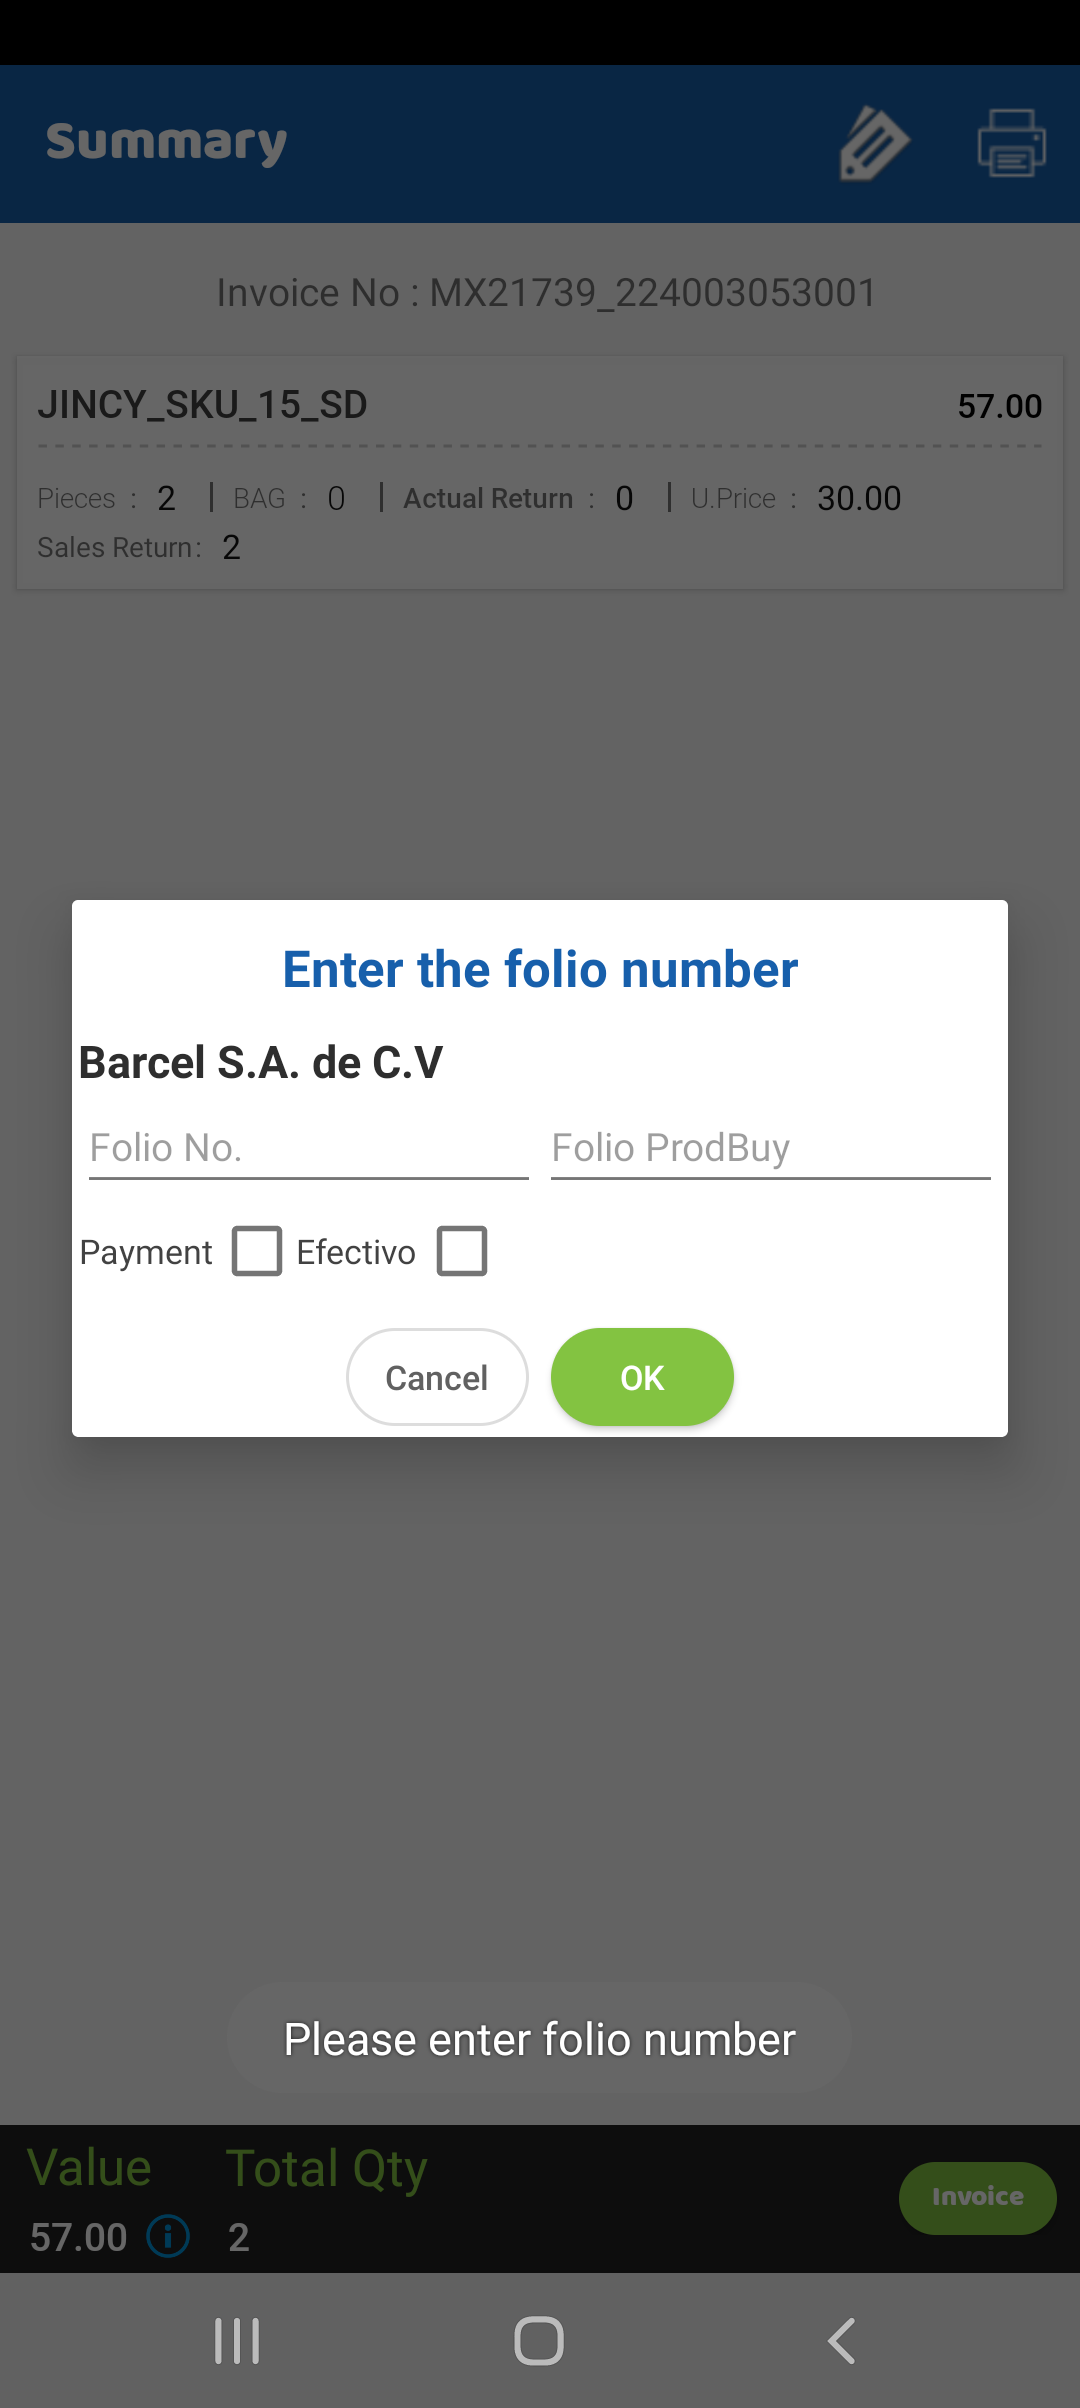 Summary
Invoice No : MX21739_224003053001
JINCY_SKU_15_SD 57.00
Pieces : 2 | BAG : 0 | Actual Return : 0 | U.Price : 30.00
Sales Return: 2
Enter the folio number
Barcel S.A. de C.V
Folio No. Folio ProdBuy
Payment Efectivo
Cancel OK
Please enter folio number
Value Total Qty
57.00 2
Invoice